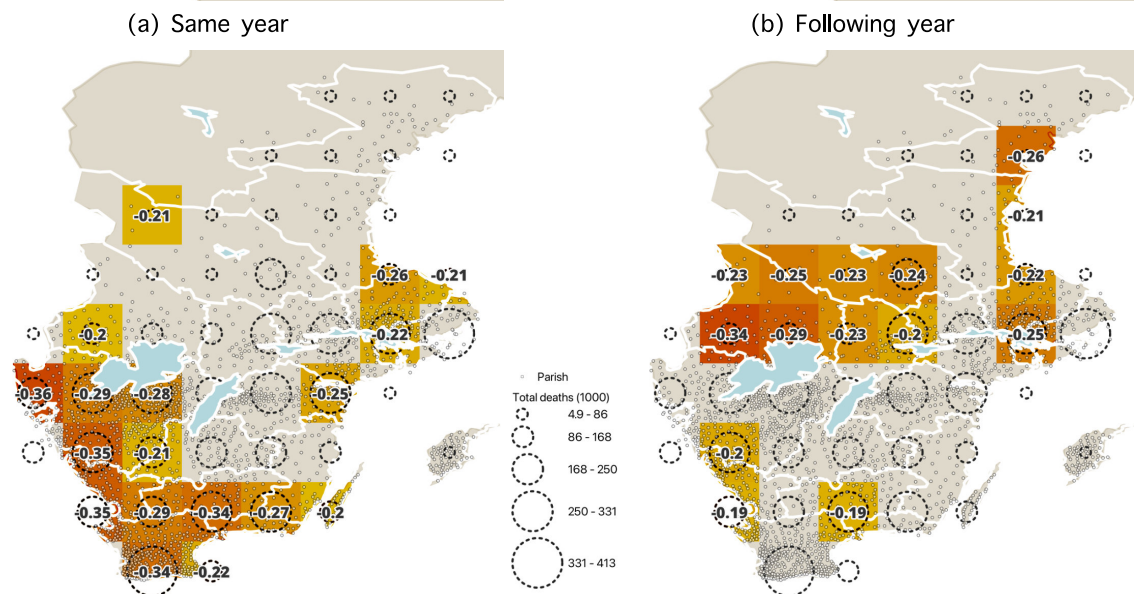 (a) Same year
(b) Following year
-0.21
-0.26 -0.21
-0.2 -0.22
-0.36 -0.29 -0.28 -0.25
-0.35 -0.21
-0.35 -0.29 -0.34 -0.27 -0.2
-0.34 -0.22
Parish
Total deaths (1000)
4.9 - 86
86 - 168
168 - 250
250 - 331
331 - 413
-0.26
-0.21
-0.23 -0.25 -0.23 -0.24 -0.22
-0.34 -0.29 -0.23 -0.2 -0.25
-0.2
-0.19 -0.19